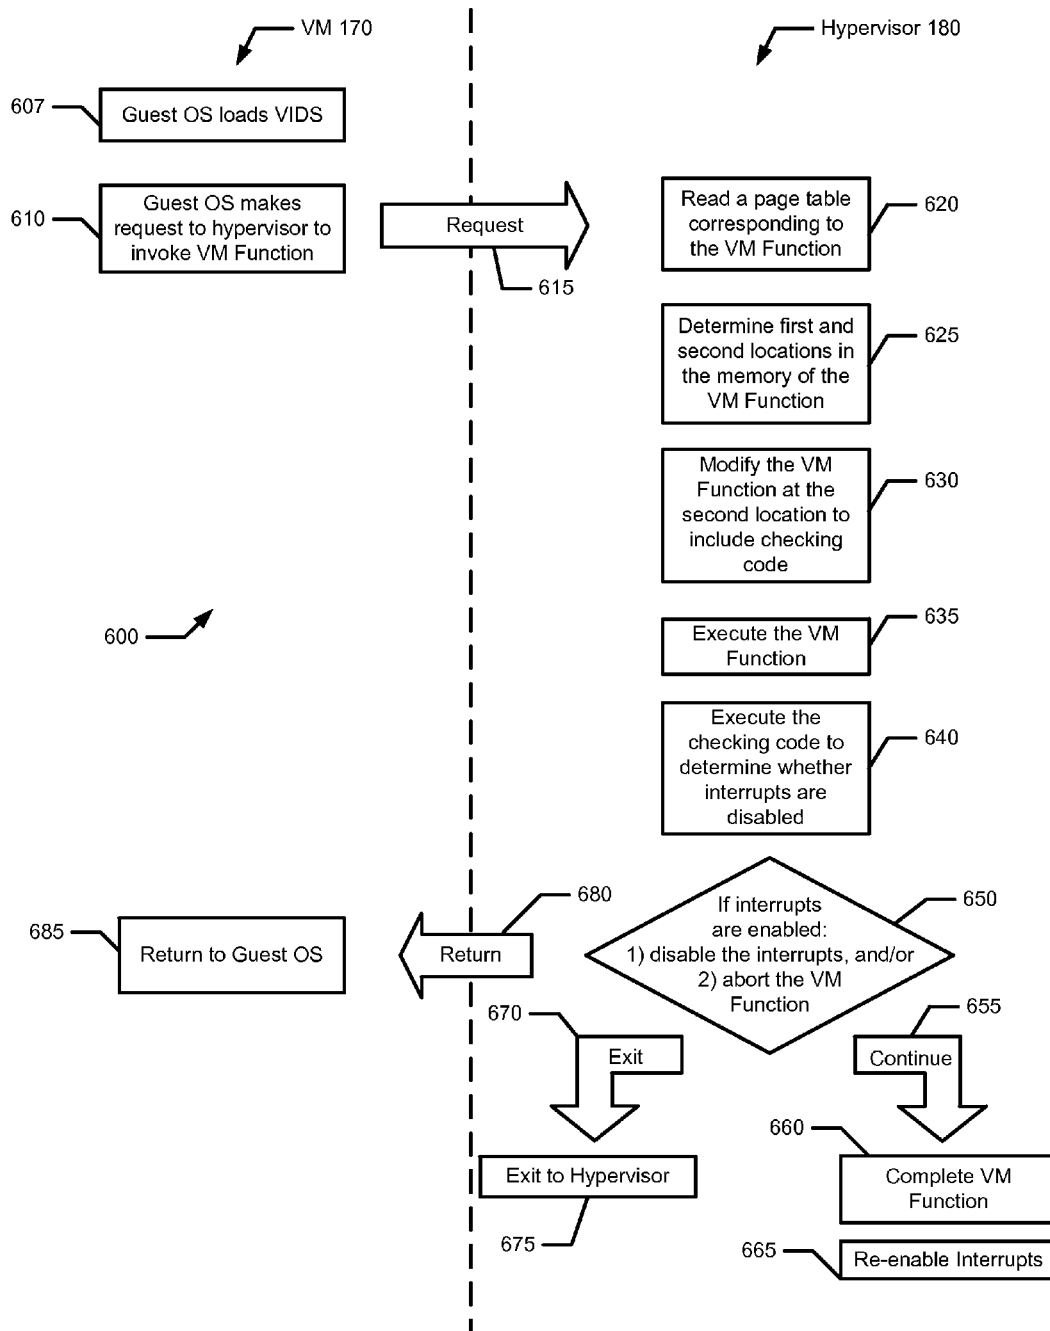 VM 170
Hypervisor 180
607
Guest OS loads VIDS
610
Guest OS makes
request to hypervisor to
invoke VM Function
Request
615
Read a page table
corresponding to
the VM Function
620
Determine first and
second locations in
the memory of the
VM Function
625
Modify the VM
Function at the
second location to
include checking
code
630
600
Execute the VM
Function
635
Execute the
checking code to
determine whether
interrupts are
disabled
640
If interrupts
are enabled:
1) disable the interrupts, and/or
2) abort the VM
Function
650
680
Return
685
Return to Guest OS
670
Exit
655
Continue
Exit to Hypervisor
675
660
Complete VM
Function
665
Re-enable Interrupts